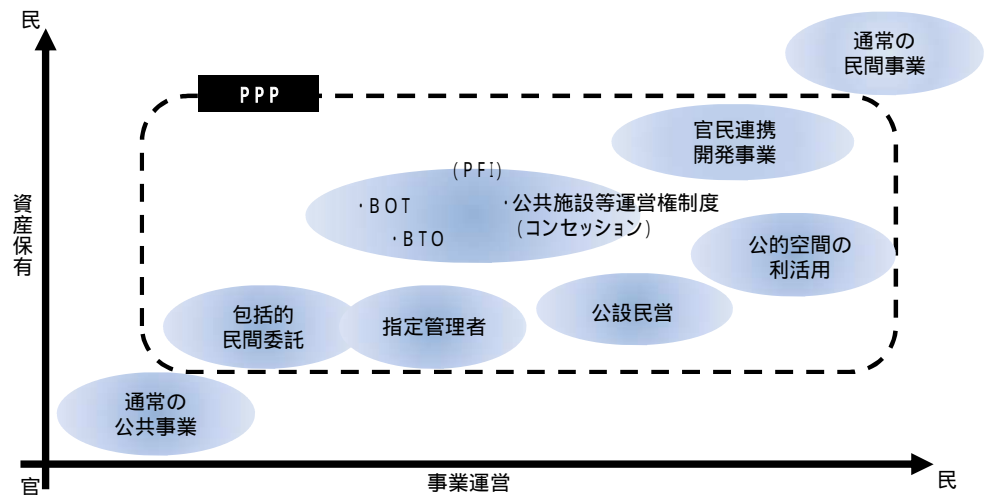 民
通常の
民間事業
PPP
官民連携
開発事業
(PFI)
・BOT
・公共施設等運営権制度
(コンセッション)
・BTO
資産保有
公的空間の
利活用
包括的
民間委託
指定管理者
公設民営
通常の
公共事業
官
事業運営
民